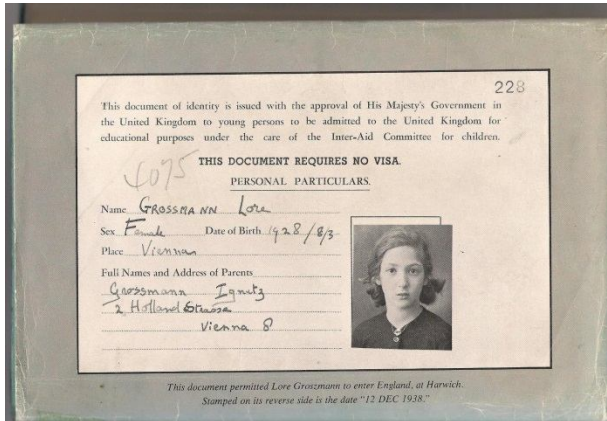 228
This document of identity is issued with the approval of His Majesty's Government in
the United Kingdom to young persons to be admitted to the United Kingdom for
educational purposes under the care of the Inter-Aid Committee for children.
THIS DOCUMENT REQUIRES NO VISA.
4075
PERSONAL PARTICULARS.
Name GROSSMANN Lore
Sex Female Date of Birth 1928/8/3
Place Vienna
Full Names and Address of Parents
Grossmann Ignatz
2 Holland Strasse
Vienna 8
This document permitted Lore Groszmann to enter England, at Harwich.
Stamped on its reverse side is the date "12 DEC 1938."